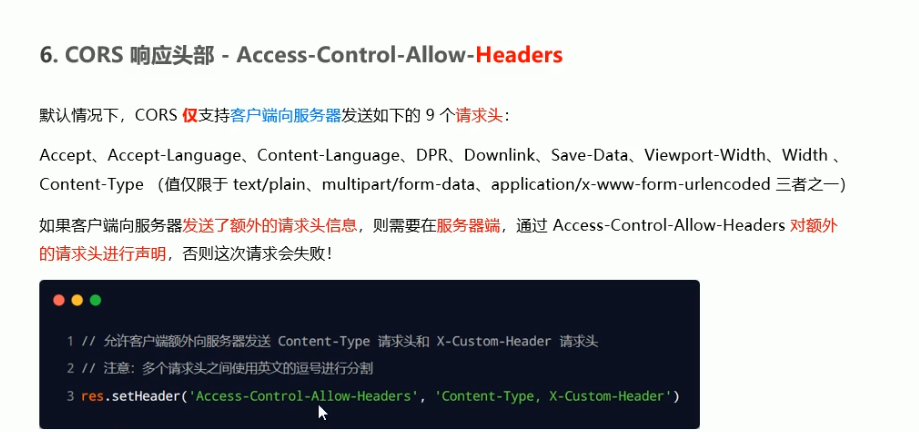 6. CORS 响应头部 - Access-Control-Allow-Headers
默认情况下，CORS 仅支持客户端向服务器发送如下的 9 个请求头：
Accept、Accept-Language、Content-Language、DPR、Downlink、Save-Data、Viewport-Width、Width 、
Content-Type （值仅限于 text/plain、multipart/form-data、application/x-www-form-urlencoded 三者之一）
如果客户端向服务器发送了额外的请求头信息，则需要在服务器端，通过 Access-Control-Allow-Headers 对额外
的请求头进行声明，否则这次请求会失败！
1 // 允许客户端额外向服务器发送 Content-Type 请求头和 X-Custom-Header 请求头
2 // 注意：多个请求头之间使用英文的逗号进行分割
3 res.setHeader('Access-Control-Allow-Headers', 'Content-Type, X-Custom-Header')